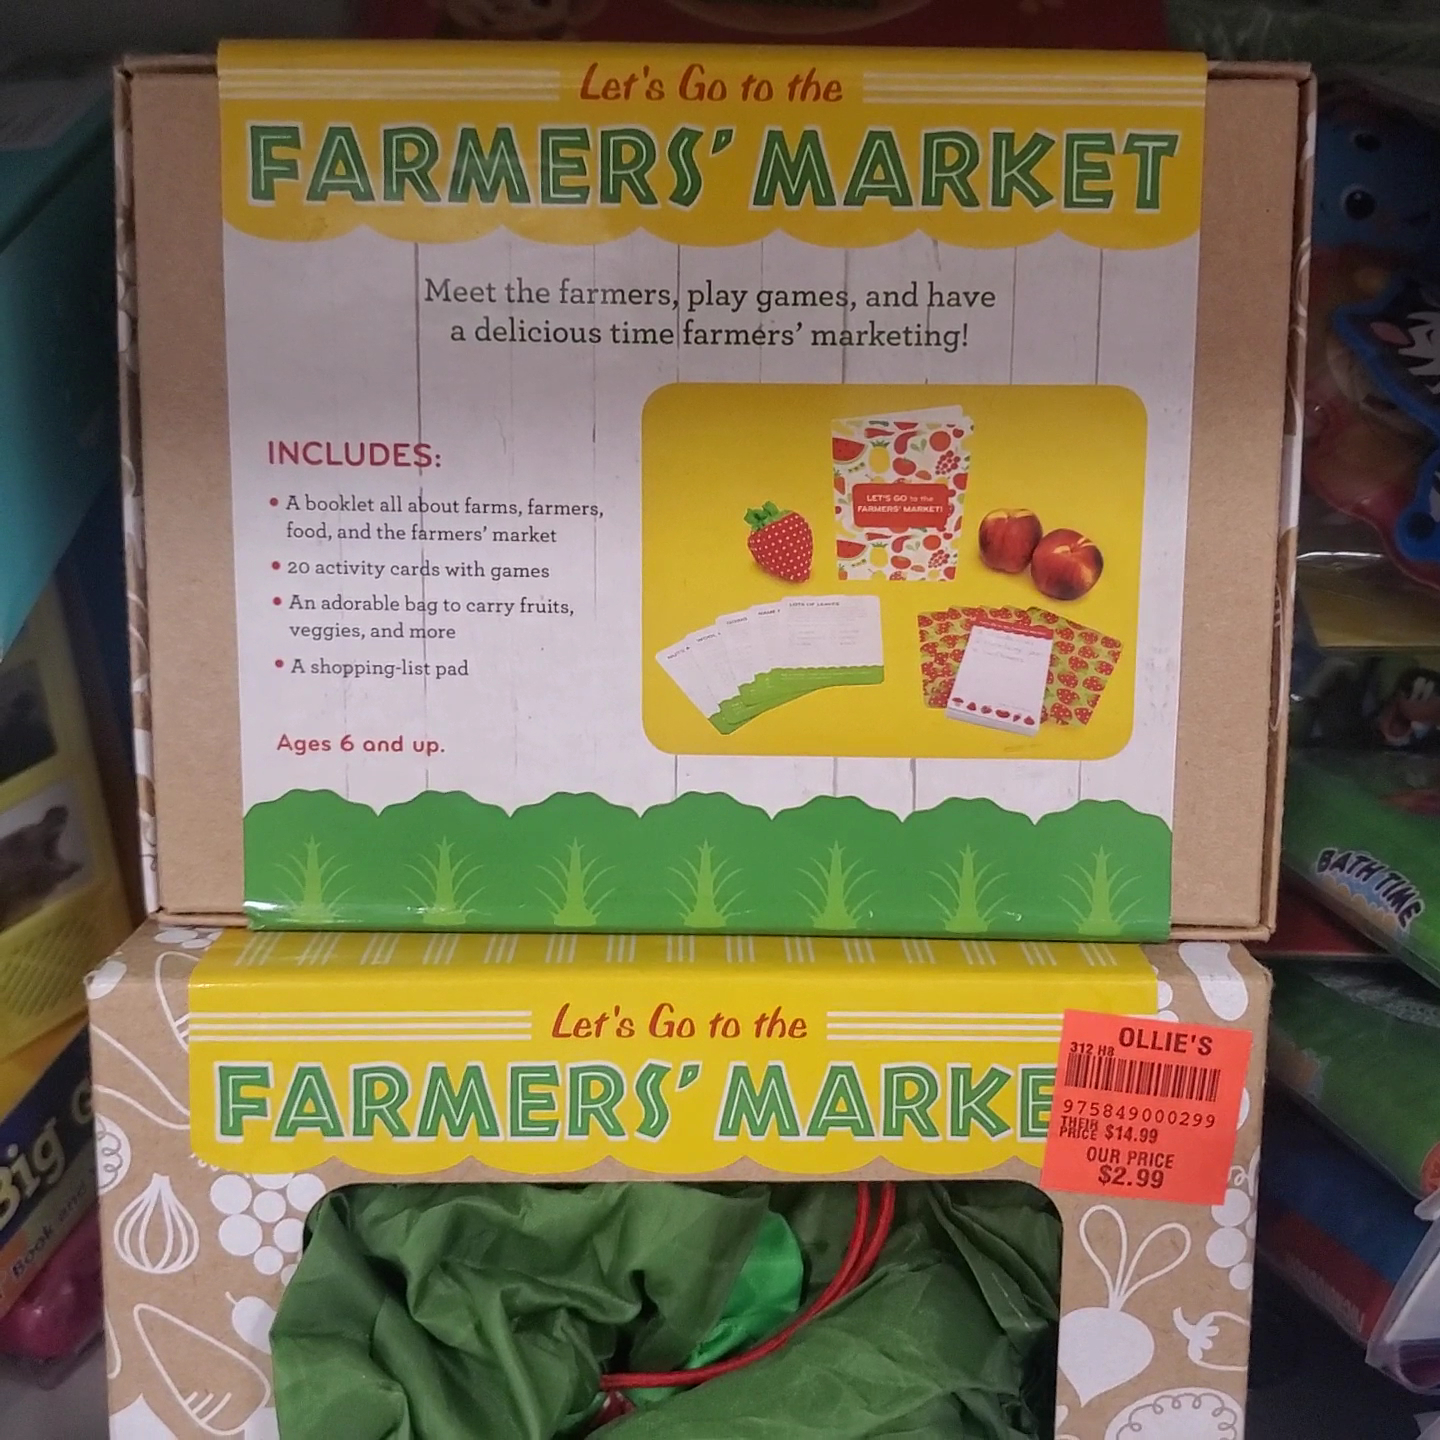 Let's Go to the
FARMERS' MARKET
Meet the farmers, play games, and have
a delicious time farmers' marketing!
INCLUDES:
• A booklet all about farms, farmers,
food, and the farmers' market
• 20 activity cards with games
• An adorable bag to carry fruits,
veggies, and more
• A shopping-list pad
Ages 6 and up.
LET'S GO to the
FARMERS' MARKET!
BATH TIME
Let's Go to the
FARMERS' MARKE
OLLIE'S
312 H8
975849000299
THEIR
PRICE $14.99
OUR PRICE
$2.99
Big
Book and